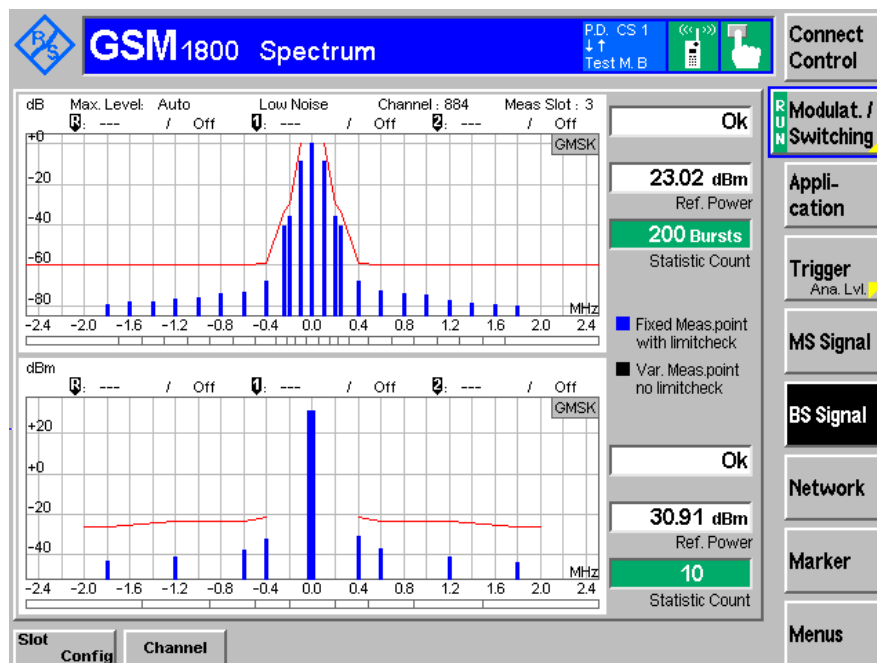 R/S
GSM 1800 Spectrum
P.D. CS 1
Test M. B
Connect
Control
dB Max. Level: Auto Low Noise Channel : 884 Meas Slot : 3
R: --- / Off 1: --- / Off 2: --- / Off
GMSK
+0
-20
-40
-60
-80
MHz
-2.4 -2.0 -1.6 -1.2 -0.8 -0.4 0.0 0.4 0.8 1.2 1.6 2.0 2.4
Ok
23.02 dBm
Ref. Power
200 Bursts
Statistic Count
Fixed Meas.point
with limitcheck
Var. Meas.point
no limitcheck
dBm
R: --- / Off 1: --- / Off 2: --- / Off
GMSK
+20
+0
-20
-40
MHz
-2.4 -2.0 -1.6 -1.2 -0.8 -0.4 0.0 0.4 0.8 1.2 1.6 2.0 2.4
Ok
30.91 dBm
Ref. Power
10
Statistic Count
RUN
Modulat. /
Switching
Appli-
cation
Trigger
Ana. Lvl.
MS Signal
BS Signal
Network
Marker
Menus
Slot
Config
Channel